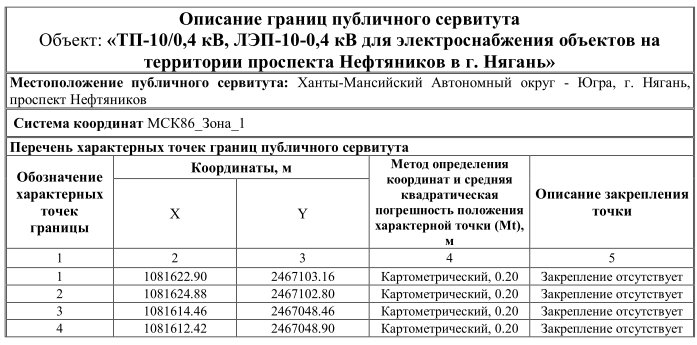 Описание границ публичного сервитута
Объект: «ТП-10/0,4 кВ, ЛЭП-10-0,4 кВ для электроснабжения объектов на
территории проспекта Нефтяников в г. Нягань»
Местоположение публичного сервитута: Ханты-Мансийский Автономный округ - Югра, г. Нягань,
проспект Нефтяников
Система координат МСК86_Зона_1
Перечень характерных точек границ публичного сервитута
Обозначение
характерных
точек
границы
Координаты, м
X
Y
Метод определения
координат и средняя
квадратическая
погрешность положения
характерной точки (Mt),
м
Описание закрепления
точки
1 2 3 4 5
1 1081622.90 2467103.16 Картометрический, 0.20 Закрепление отсутствует
2 1081624.88 2467102.80 Картометрический, 0.20 Закрепление отсутствует
3 1081614.46 2467048.46 Картометрический, 0.20 Закрепление отсутствует
4 1081612.42 2467048.90 Картометрический, 0.20 Закрепление отсутствует